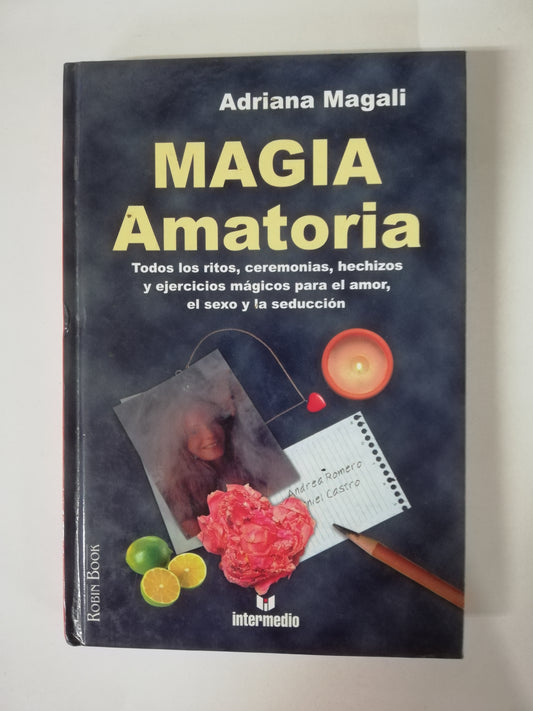 Adriana Magali
MAGIA
Amatoria
Todos los ritos, ceremonias, hechizos
y ejercicios mágicos para el amor,
el sexo y la seducción
Andrea Romero
niel Castro
ROBIN BOOK
intermedio